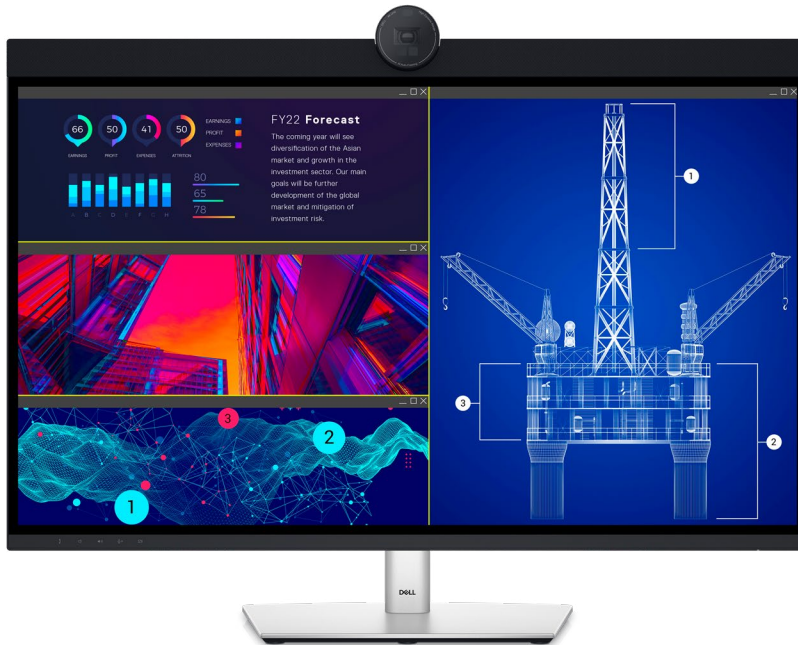 66
50
41
50
EARNINGS
PROFIT
EXPENSES
ATTRITION
EARNINGS
PROFIT
EXPENSES
80
65
78
A B C D E F G H
FY22 Forecast
The coming year will see
diversification of the Asian
market and growth in the
investment sector. Our main
goals will be further
development of the global
market and mitigation of
investment risk.
1
2
3
1
3
2
DELL